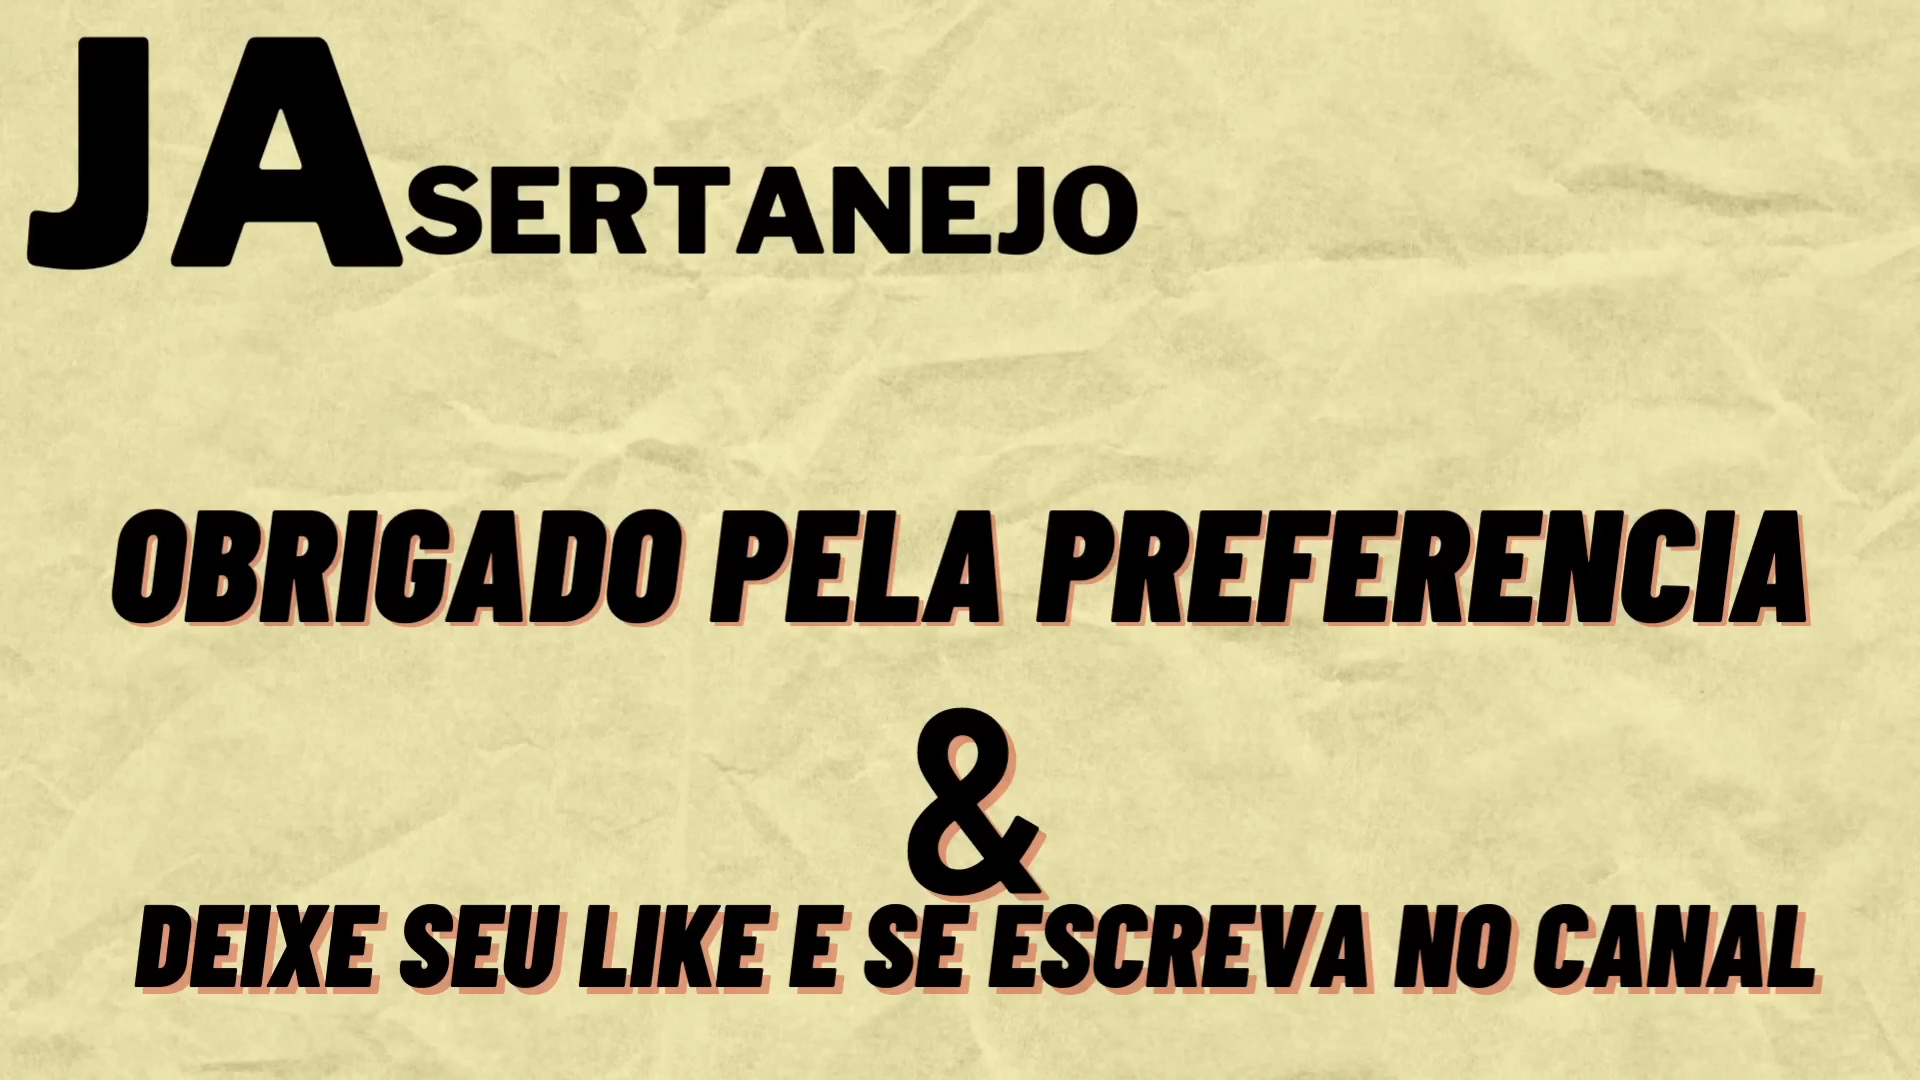 JA SERTANEJO
OBRIGADO PELA PREFERENCIA
&
DEIXE SEU LIKE E SE ESCREVA NO CANAL